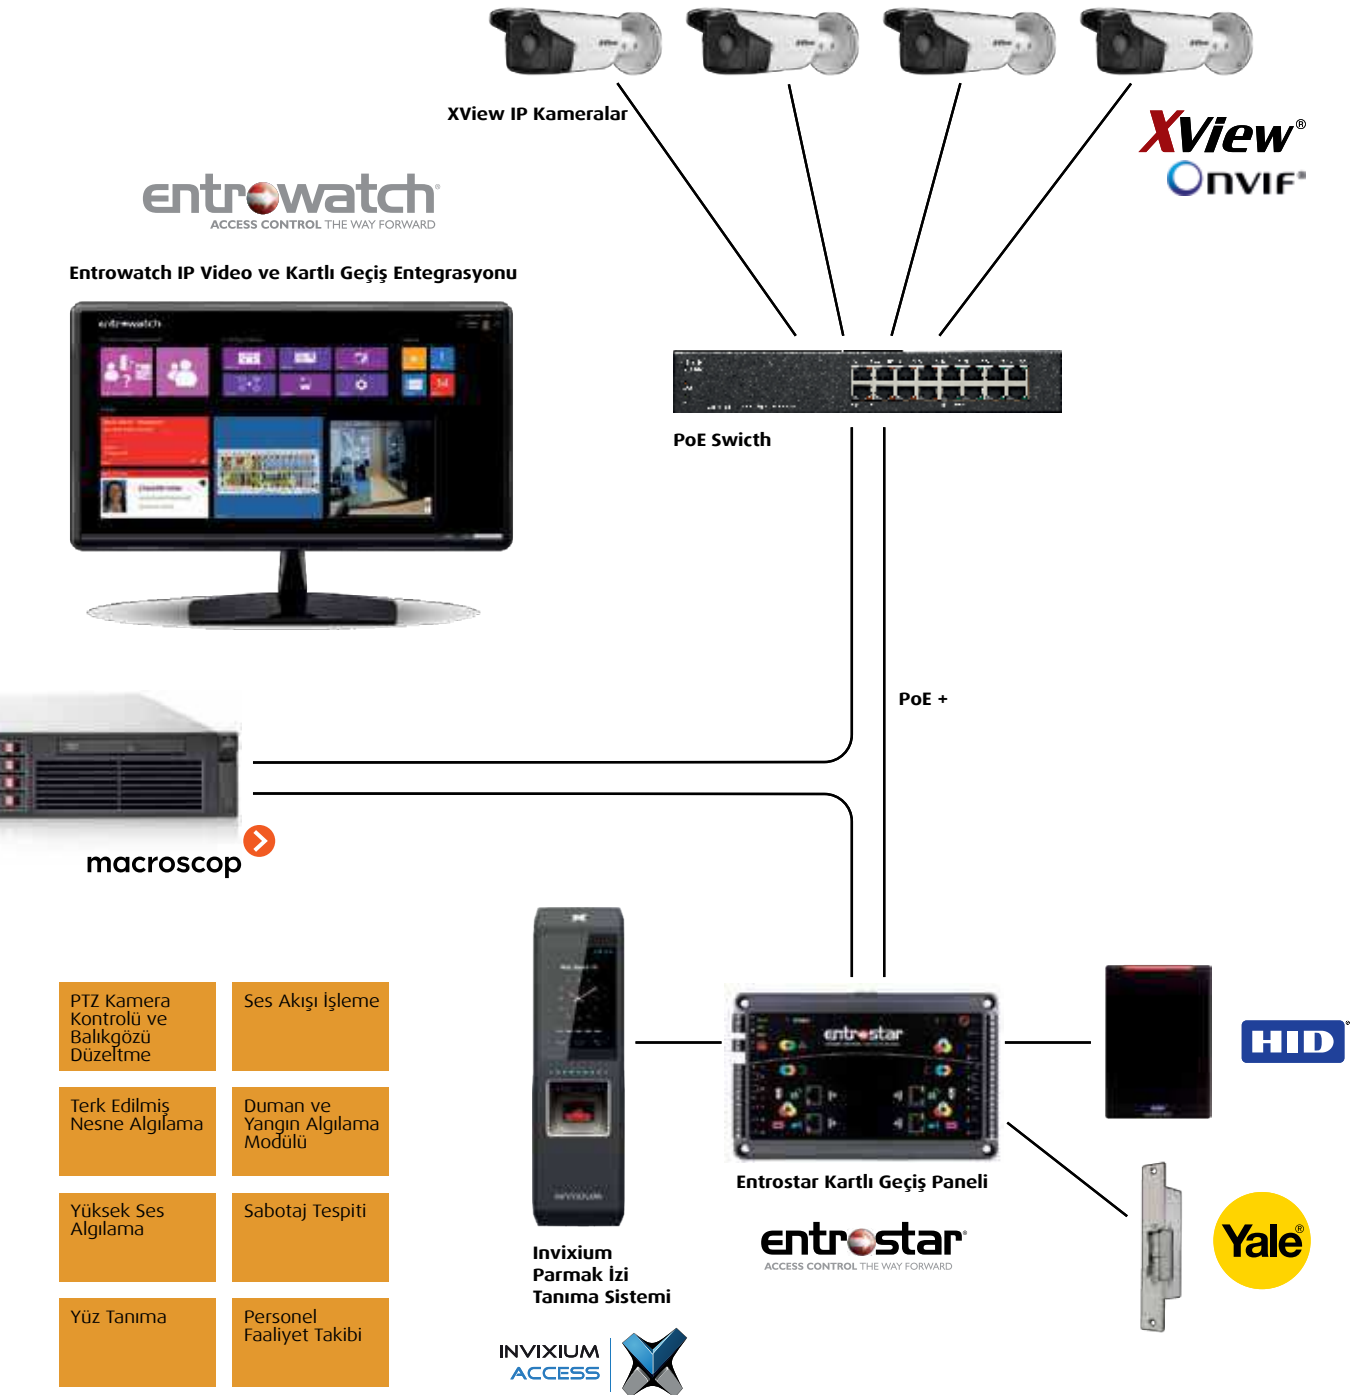 XView IP Kameralar
XView®
ONVIF®
entrowatch
ACCESS CONTROL THE WAY FORWARD
Entrowatch IP Video ve Kartlı Geçiş Entegrasyonu
entrowatch
PoE Swicth
PoE +
macroscop
PTZ Kamera
Kontrolü ve
Balıkgözü
Düzeltme
Ses Akışı İşleme
Terk Edilmiş
Nesne Algılama
Duman ve
Yangın Algılama
Modülü
Yüksek Ses
Algılama
Sabotaj Tespiti
Yüz Tanıma
Personel
Faaliyet Takibi
INVIXIUM
Invixium
Parmak İzi
Tanıma Sistemi
INVIXIUM
ACCESS
entrostar
Entrostar Kartlı Geçiş Paneli
entrostar
ACCESS CONTROL THE WAY FORWARD
HID®
Yale®